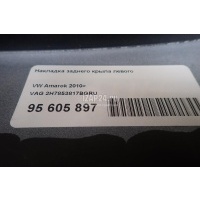 Накладка заднего крыла левого
VW Amarok 2010>
VAG 2H7853817BGRU
95 605 897